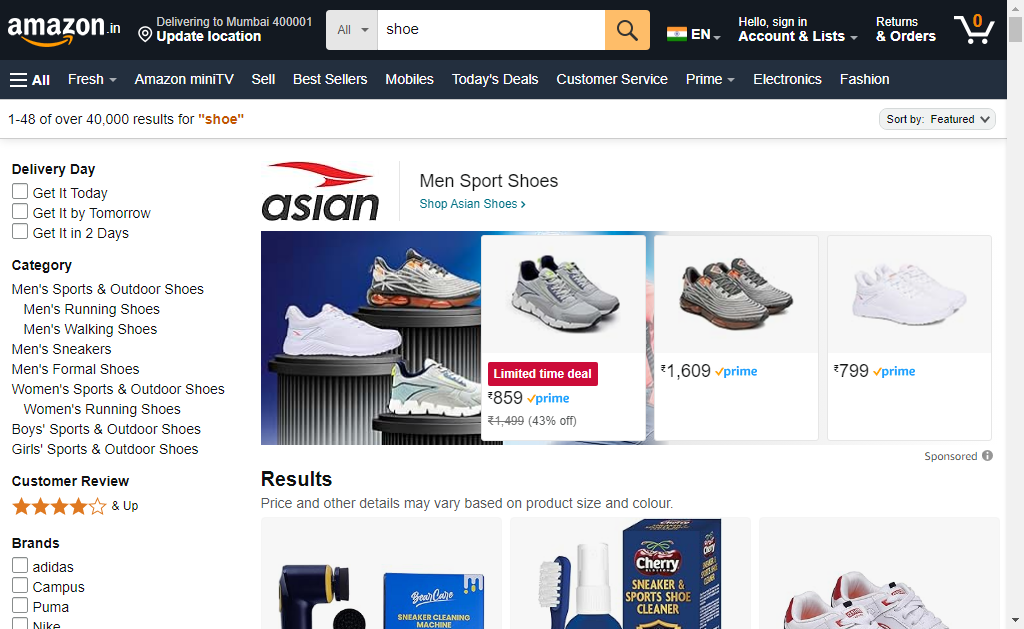 amazon.in
Delivering to Mumbai 400001
Update location
All
shoe
EN
Hello, sign in
Account & Lists
Returns
& Orders
0
All
Fresh
Amazon miniTV
Sell
Best Sellers
Mobiles
Today's Deals
Customer Service
Prime
Electronics
Fashion
1-48 of over 40,000 results for "shoe"
Sort by: Featured
Delivery Day
Get It Today
Get It by Tomorrow
Get It in 2 Days
Category
Men's Sports & Outdoor Shoes
Men's Running Shoes
Men's Walking Shoes
Men's Sneakers
Men's Formal Shoes
Women's Sports & Outdoor Shoes
Women's Running Shoes
Boys' Sports & Outdoor Shoes
Girls' Sports & Outdoor Shoes
Customer Review
& Up
Brands
adidas
Campus
Puma
Nike
asian
Men Sport Shoes
Shop Asian Shoes ›
Limited time deal
₹859 prime
₹1,499 (43% off)
₹1,609 prime
₹799 prime
Sponsored
Results
Price and other details may vary based on product size and colour.
BearCare
SNEAKER CLEANING
MACHINE
Cherry
Cherry
BLOSSOM
SNEAKER &
SPORTS SHOE
CLEANER
Cherry